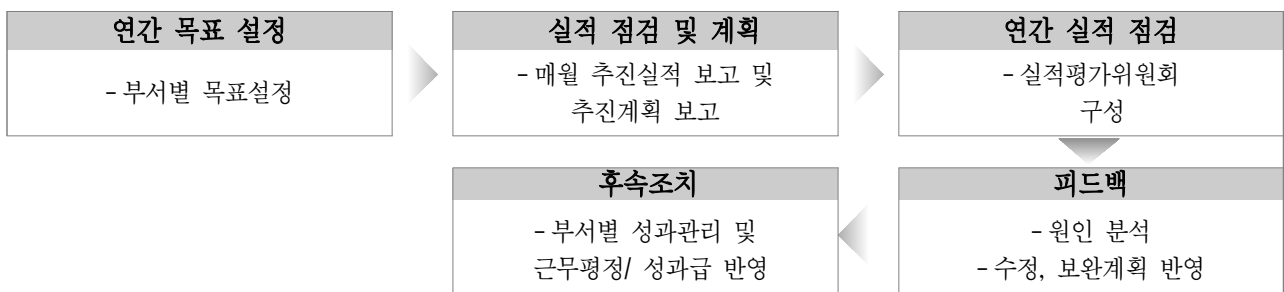 연간 목표 설정
- 부서별 목표설정
실적 점검 및 계획
- 매월 추진실적 보고 및
추진계획 보고
연간 실적 점검
- 실적평가위원회
구성
피드백
- 원인 분석
- 수정, 보완계획 반영
후속조치
- 부서별 성과관리 및
근무평정/ 성과급 반영